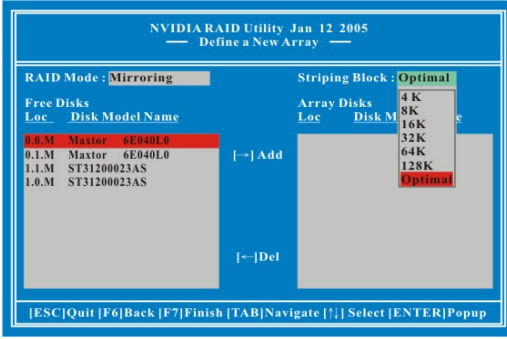 NVIDIA RAID Utility Jan 12 2005
Define a New Array
RAID Mode : Mirroring
Striping Block : Optimal
4 K
8K
16K
32K
64K
128K
Optimal
Free Disks
Loc Disk Model Name
0.0.M Maxtor 6E040L0
0.1.M Maxtor 6E040L0
1.1.M ST31200023AS
1.0.M ST31200023AS
[→] Add
[←]Del
Array Disks
Loc Disk M e
[ESC]Quit [F6]Back [F7]Finish [TAB]Navigate [↑↓] Select [ENTER]Popup